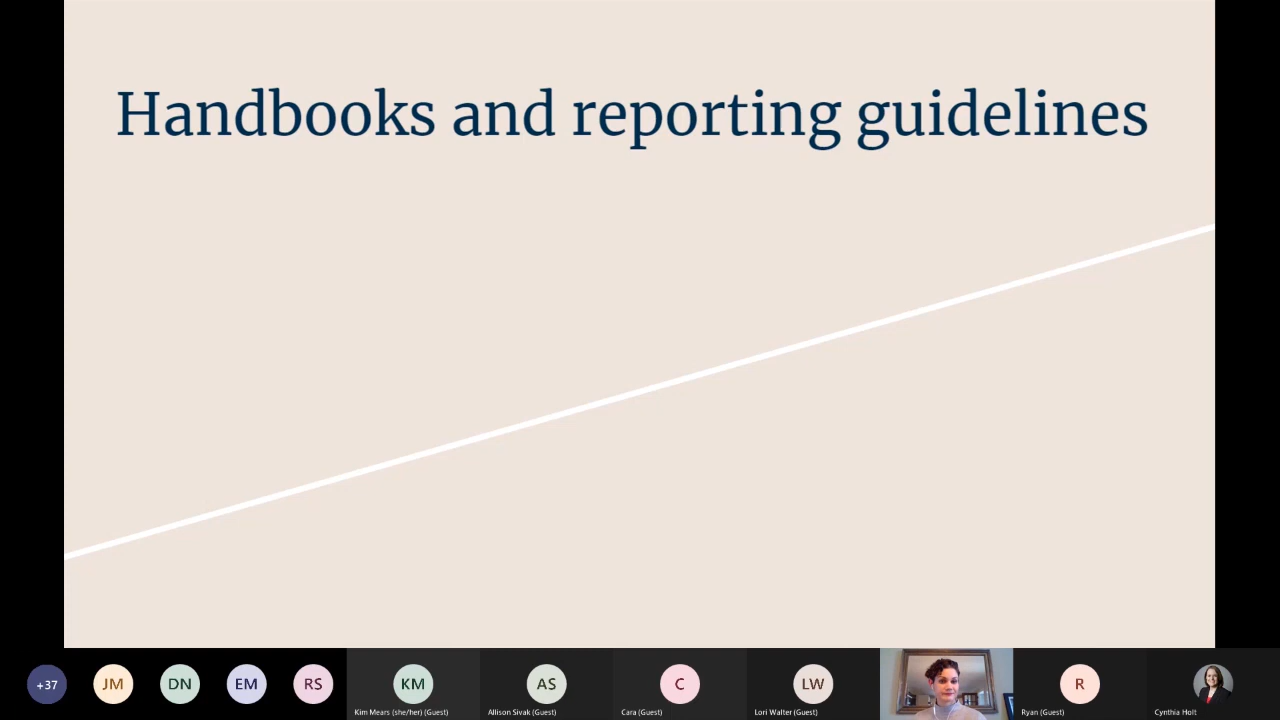 Handbooks and reporting guidelines
+37
JM
DN
EM
RS
KM
Kim Mears (she/her) (Guest)
AS
Allison Sivak (Guest)
C
Cara (Guest)
LW
Lori Walter (Guest)
R
Ryan (Guest)
Cynthia Holt